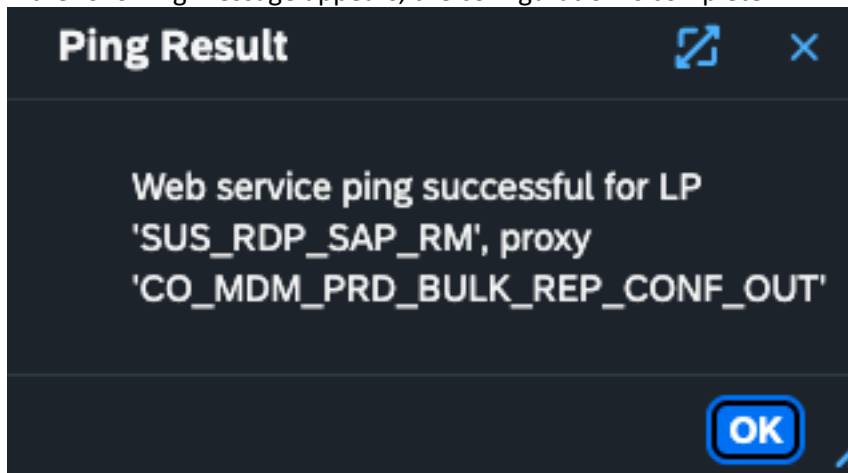 Ping Result
Web service ping successful for LP
'SUS_RDP_SAP_RM', proxy
'CO_MDM_PRD_BULK_REP_CONF_OUT'
OK